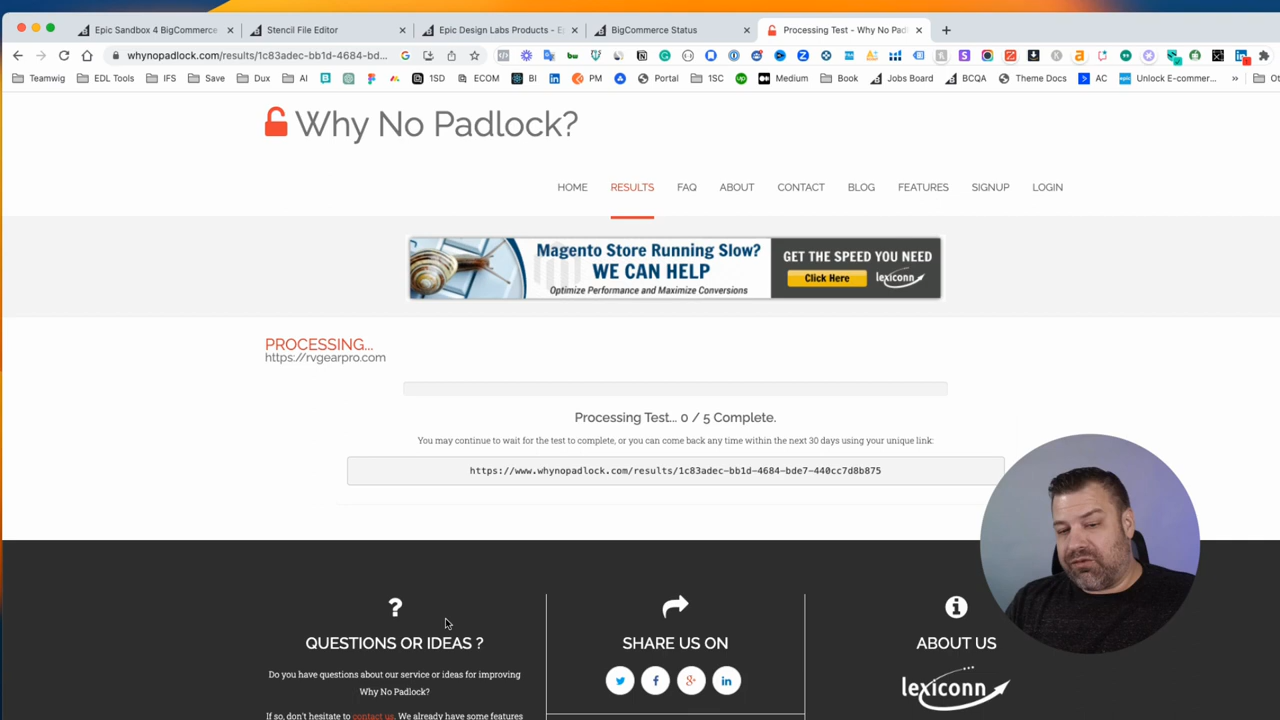 Epic Sandbox 4 BigCommerce
Stencil File Editor
Epic Design Labs Products - E
BigCommerce Status
Processing Test - Why No Padl
whynopadlock.com/results/1c83adec-bb1d-4684-bd...
Teamwig
EDL Tools
IFS
Save
Dux
AI
1SD
ECOM
BI
PM
Portal
1SC
Medium
Book
Jobs Board
BCQA
Theme Docs
AC
Unlock E-commer...
»
Ot
Why No Padlock?
HOME
RESULTS
FAQ
ABOUT
CONTACT
BLOG
FEATURES
SIGNUP
LOGIN
Magento Store Running Slow?
WE CAN HELP
Optimize Performance and Maximize Conversions
GET THE SPEED YOU NEED
Click Here
lexiconn
PROCESSING...
https://rvgearpro.com
Processing Test... 0 / 5 Complete.
You may continue to wait for the test to complete, or you can come back any time within the next 30 days using your unique link:
https://www.whynopadlock.com/results/1c83adec-bb1d-4684-bde7-440cc7d8b875
QUESTIONS OR IDEAS ?
Do you have questions about our service or ideas for improving
Why No Padlock?
If so, don't hesitate to contact us. We already have some features
SHARE US ON
ABOUT US
lexiconn